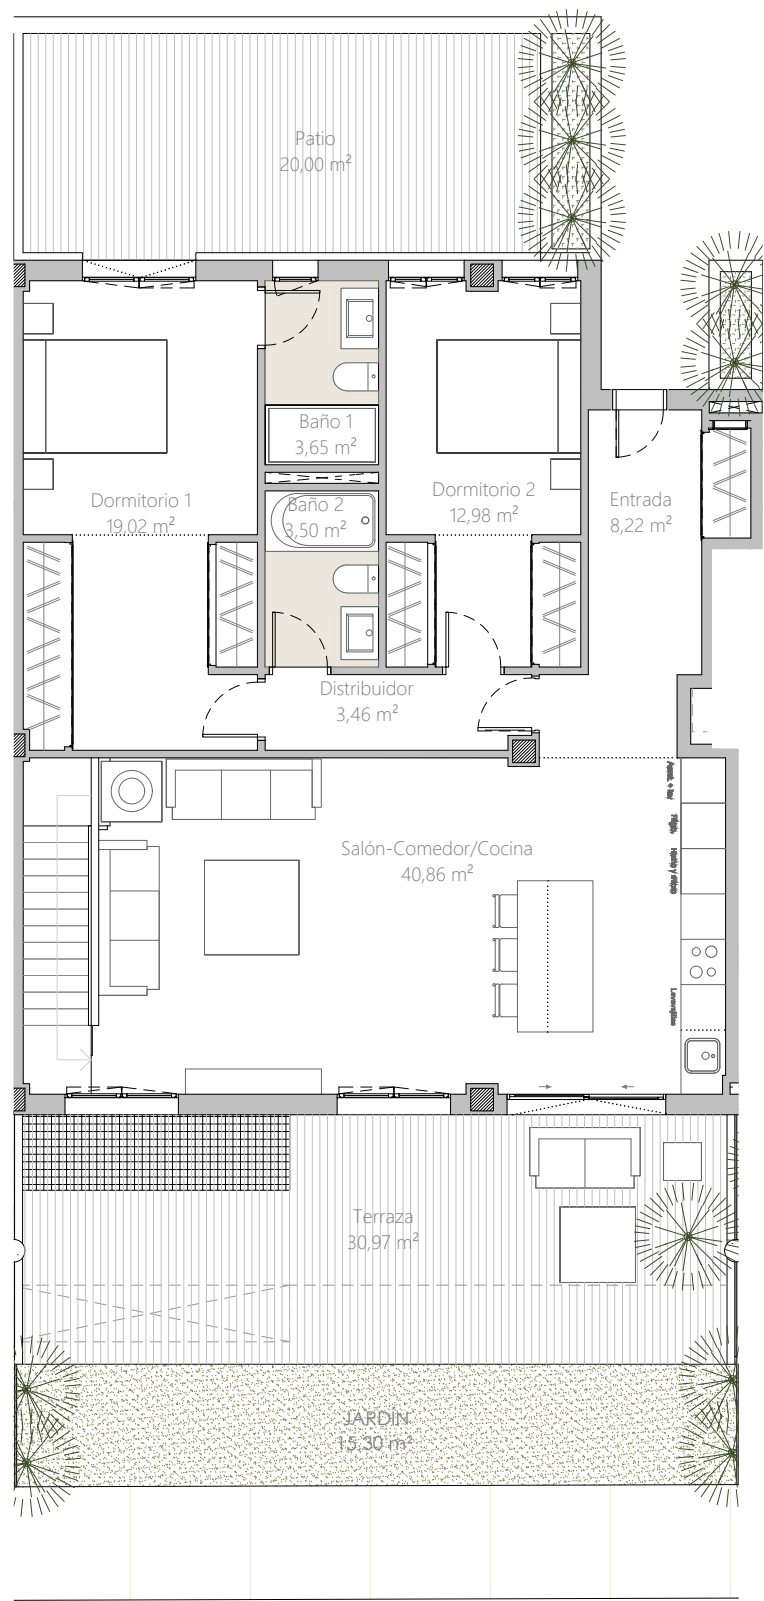 Patio
20,00 m²
Baño 1
3,65 m²
Dormitorio 1
19,02 m²
Baño 2
3,50 m²
Dormitorio 2
12,98 m²
Entrada
8,22 m²
Distribuidor
3,46 m²
Salón-Comedor/Cocina
40,86 m²
Lavavajillas
Terraza
30,97 m²
JARDÍN
15,30 m²